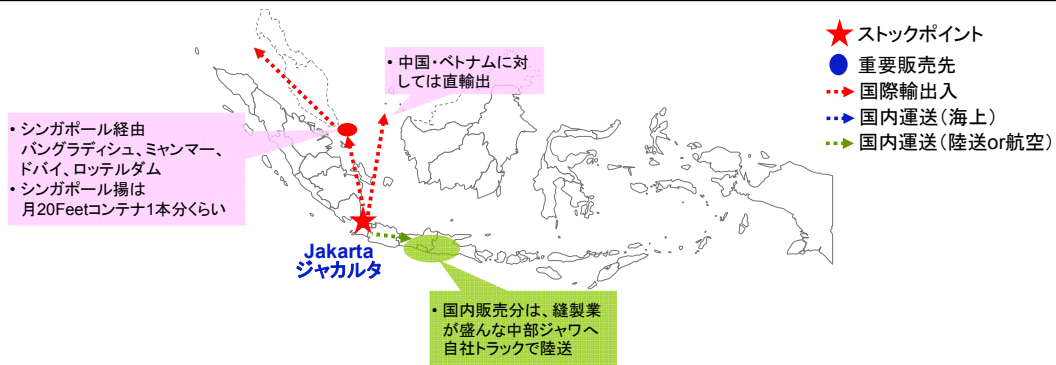 ・中国・ベトナムに対
しては直輸出
・シンガポール経由
バングラディシュ、ミャンマー、
ドバイ、ロッテルダム
・シンガポール揚は
月20Feetコンテナ1本分くらい
Jakarta
ジャカルタ
・国内販売分は、縫製業
が盛んな中部ジャワへ
自社トラックで陸送
ストックポイント
重要販売先
国際輸出入
国内運送(海上)
国内運送(陸送or航空)